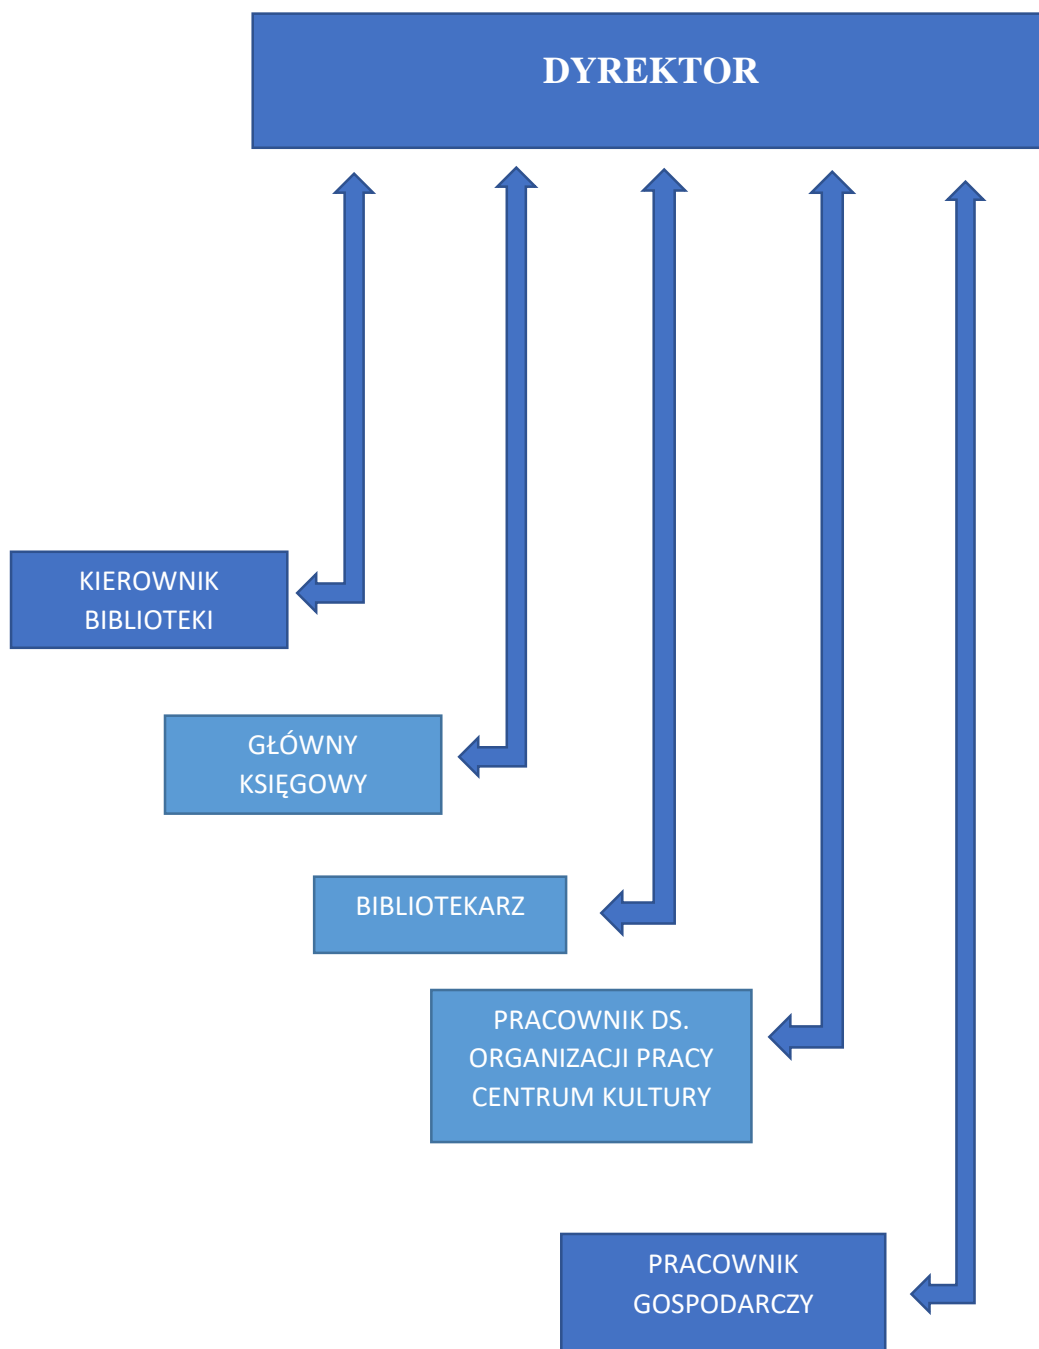 DYREKTOR
KIEROWNIK
BIBLIOTEKI
GŁÓWNY
KSIĘGOWY
BIBLIOTEKARZ
PRACOWNIK DS.
ORGANIZACJI PRACY
CENTRUM KULTURY
PRACOWNIK
GOSPODARCZY